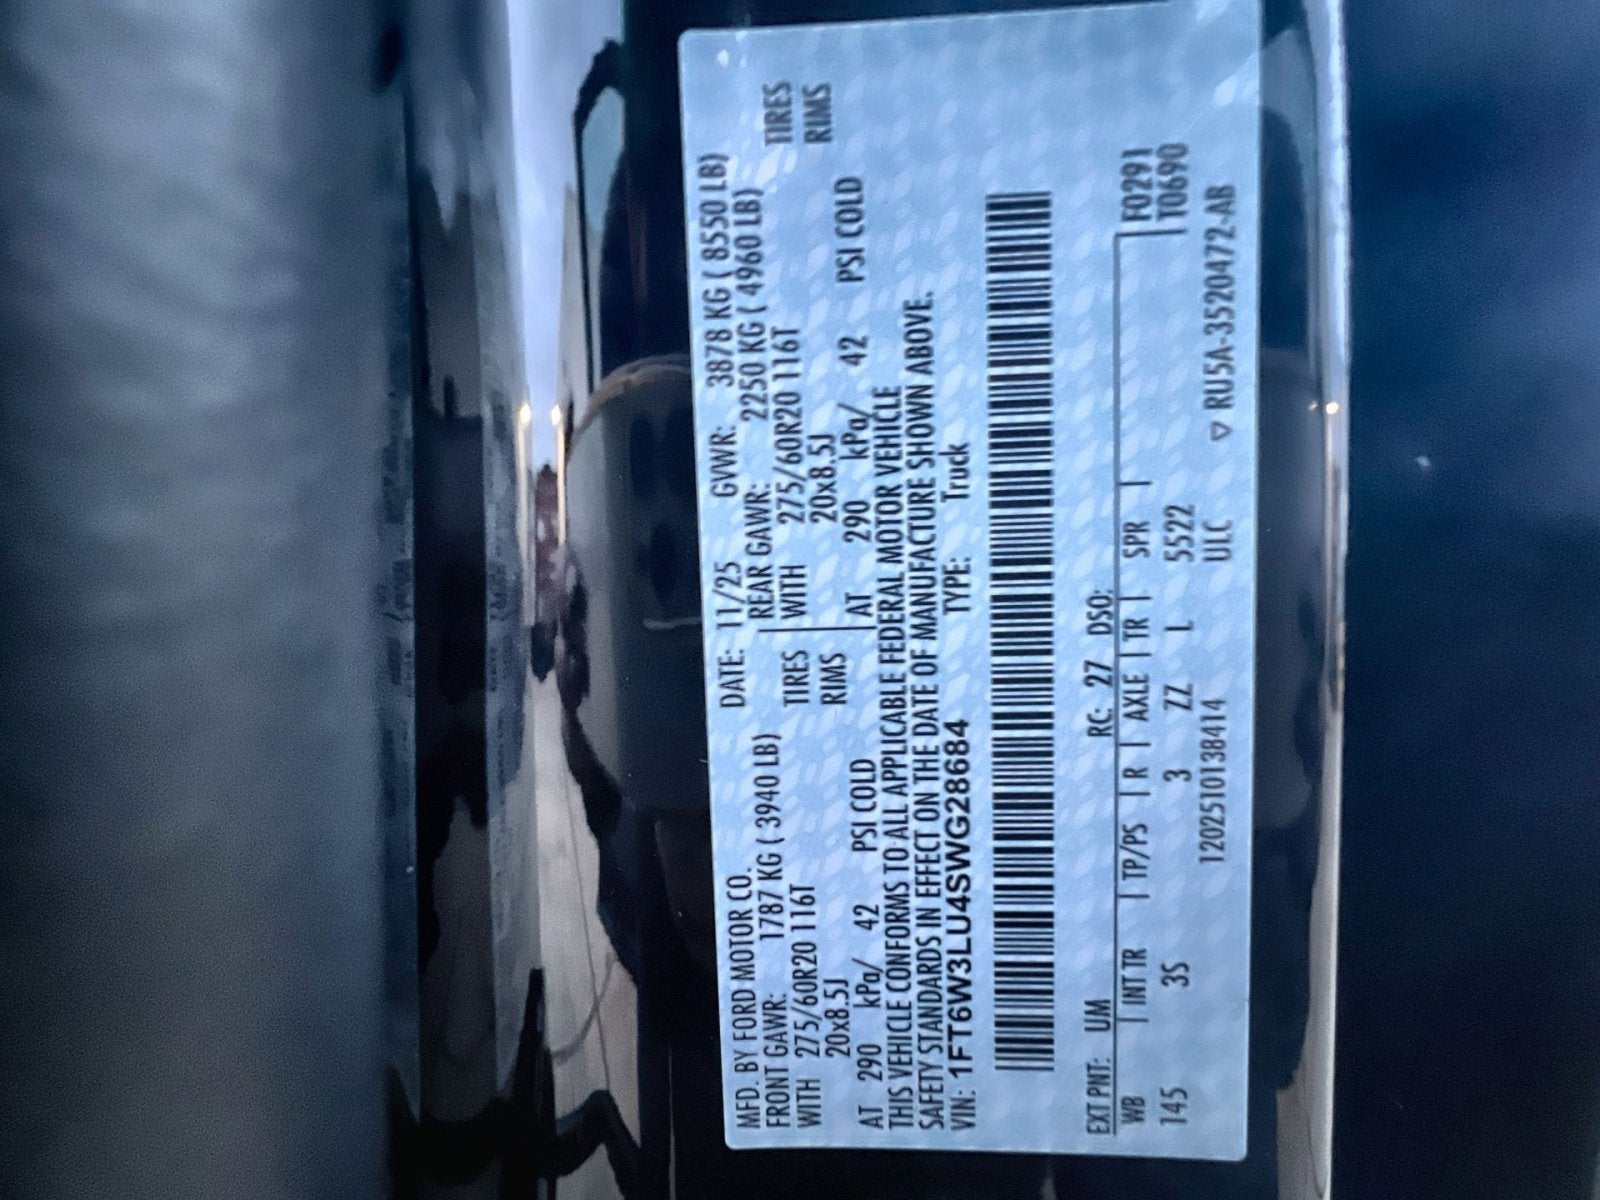 MFD. BY FORD MOTOR CO. DATE: 11/25 GVWR: 3878 KG ( 8550 LB)
FRONT GAWR: 1787 KG ( 3940 LB) REAR GAWR: 2250 KG ( 4960 LB)
WITH 275/60R20 116T TIRES WITH 275/60R20 116T TIRES
20x8.5J RIMS 20x8.5J RIMS
AT 290 kPa/ 42 PSI COLD AT 290 kPa/ 42 PSI COLD
THIS VEHICLE CONFORMS TO ALL APPLICABLE FEDERAL MOTOR VEHICLE
SAFETY STANDARDS IN EFFECT ON THE DATE OF MANUFACTURE SHOWN ABOVE.
VIN: 1FT6W3LU4SWG28684 TYPE: Truck
EXT PNT: UM RC: 27 DSO:
WB | INT TR | TP/PS | R | AXLE | TR | SPR | F0291
145 3S 3 ZZ L 5522 T0690
1202510138414 ULC ▽ RU5A-3520472-AB